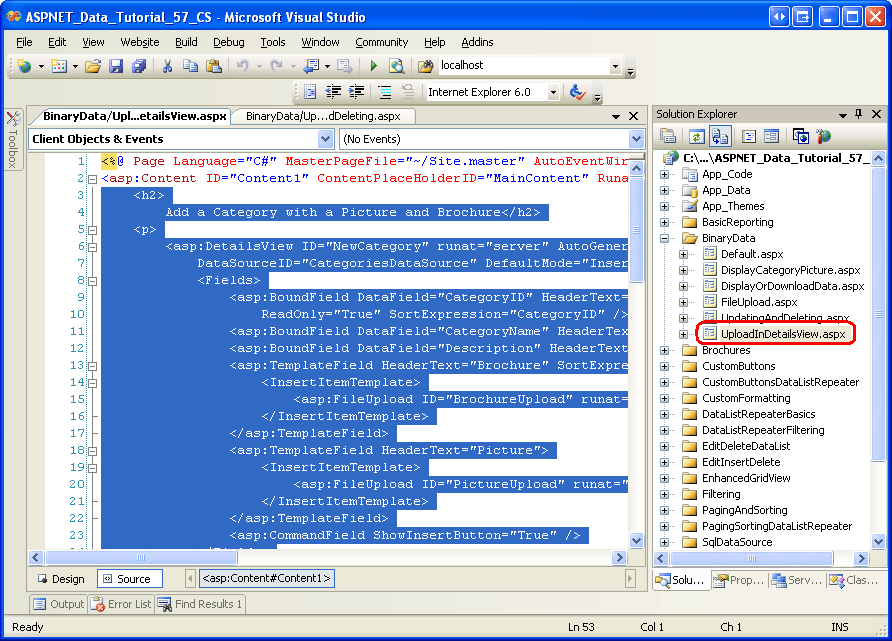 ASPNET_Data_Tutorial_57_CS - Microsoft Visual Studio
File Edit View Website Build Debug Tools Window Community Help Addins
localhost
Internet Explorer 6.0
Toolbox
BinaryData/Upl...etailsView.aspx BinaryData/Up...dDeleting.aspx
Client Objects & Events (No Events)
1 <%@ Page Language="C#" MasterPageFile="~/Site.master" AutoEventWir
2 <asp:Content ID="Content1" ContentPlaceHolderID="MainContent" Runa
3 <h2>
4 Add a Category with a Picture and Brochure</h2>
5 <p>
6 <asp:DetailsView ID="NewCategory" runat="server" AutoGener
7 DataSourceID="CategoriesDataSource" DefaultMode="Inser
8 <Fields>
9 <asp:BoundField DataField="CategoryID" HeaderText=
10 ReadOnly="True" SortExpression="CategoryID" />
11 <asp:BoundField DataField="CategoryName" HeaderTex
12 <asp:BoundField DataField="Description" HeaderText
13 <asp:TemplateField HeaderText="Brochure" SortExpre
14 <InsertItemTemplate>
15 <asp:FileUpload ID="BrochureUpload" runat=
16 </InsertItemTemplate>
17 </asp:TemplateField>
18 <asp:TemplateField HeaderText="Picture">
19 <InsertItemTemplate>
20 <asp:FileUpload ID="PictureUpload" runat="
21 </InsertItemTemplate>
22 </asp:TemplateField>
23 <asp:CommandField ShowInsertButton="True" />
Design Source <asp:Content#Content1>
Output Error List Find Results 1
Solution Explorer
C:\...\ASPNET_Data_Tutorial_57_
App_Code
App_Data
App_Themes
BasicReporting
BinaryData
Default.aspx
DisplayCategoryPicture.aspx
DisplayOrDownloadData.aspx
FileUpload.aspx
UpdatingAndDeleting.aspx
UploadInDetailsView.aspx
Brochures
CustomButtons
CustomButtonsDataListRepeater
CustomFormatting
DataListRepeaterBasics
DataListRepeaterFiltering
EditDeleteDataList
EditInsertDelete
EnhancedGridView
Filtering
PagingAndSorting
PagingSortingDataListRepeater
SqlDataSource
Solu... Prop... Serv... Clas...
Ready Ln 53 Col 1 Ch 1 INS